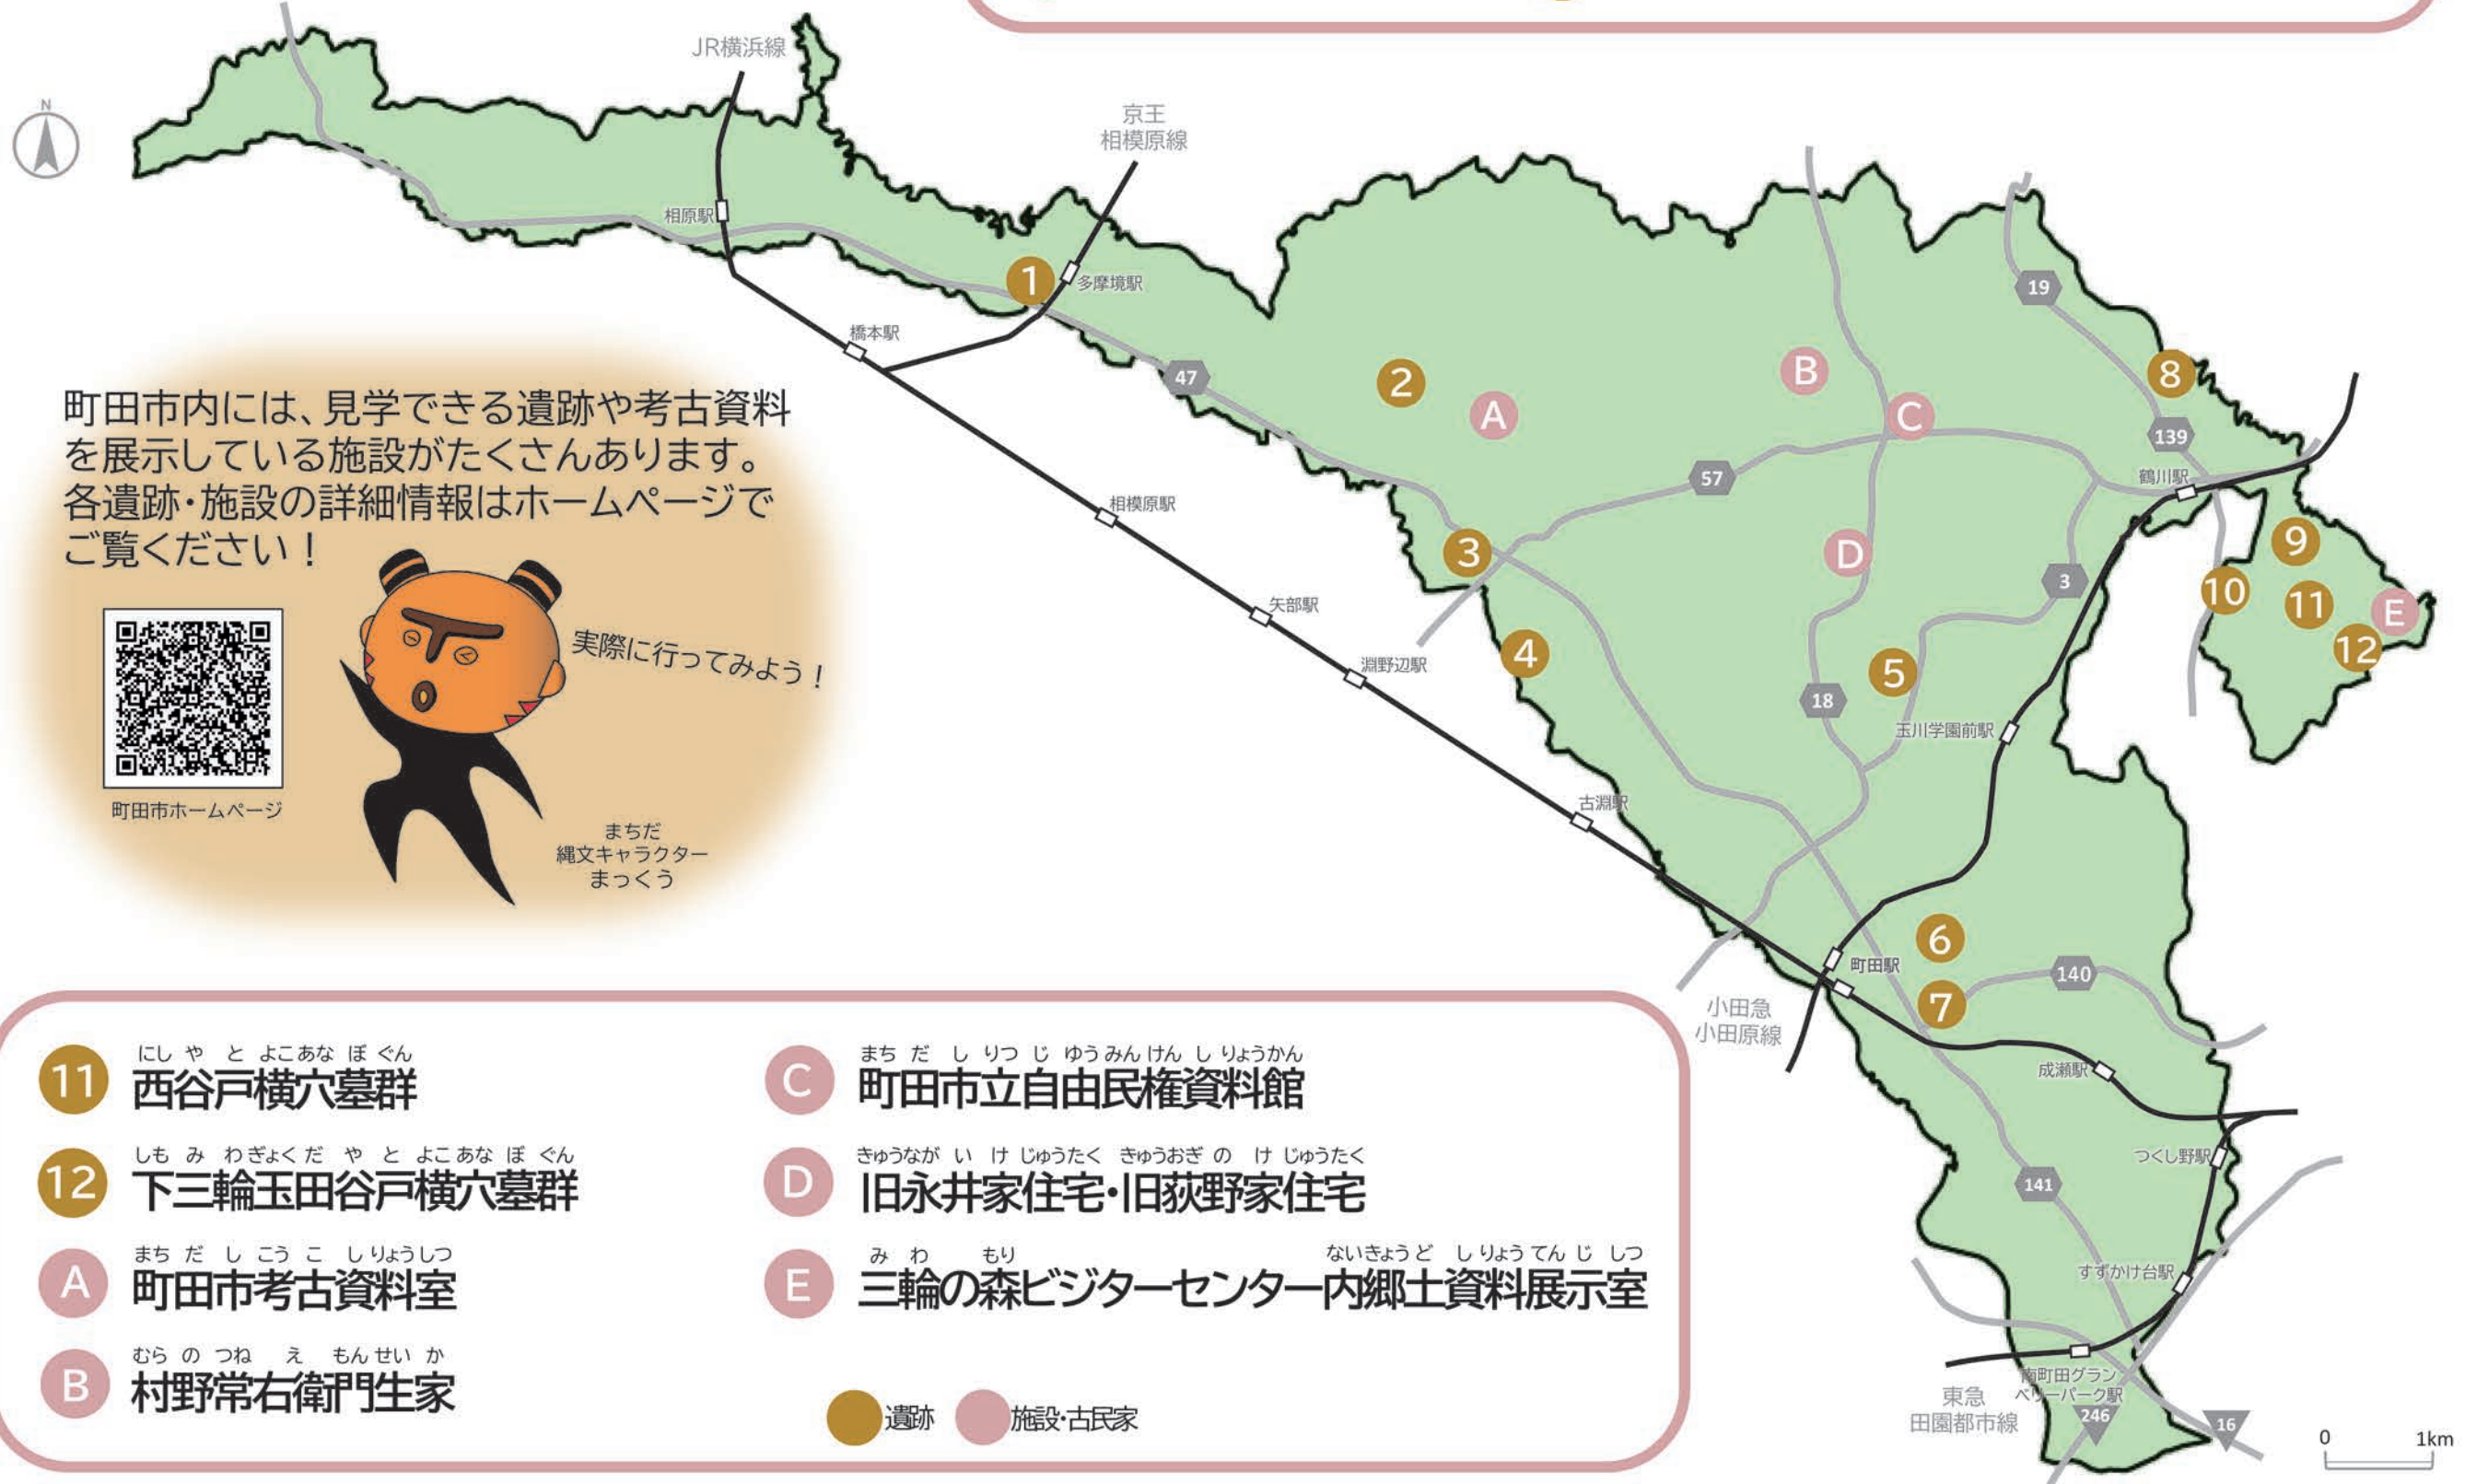 JR横浜線
京王
相模原線
N
相原駅
多摩境駅
橋本駅
相模原駅
矢部駅
淵野辺駅
古淵駅
町田駅
玉川学園前駅
鶴川駅
成瀬駅
つくし野駅
すずかけ台駅
南町田グラン
ベリーパーク駅
小田急
小田原線
東急
田園都市線
1
2
3
4
5
6
7
8
9
10
11
12
A
B
C
D
E
47
57
19
139
3
18
140
141
246
16
0 1km
町田市内には、見学できる遺跡や考古資料
を展示している施設がたくさんあります。
各遺跡・施設の詳細情報はホームページで
ご覧ください！
実際に行ってみよう！
町田市ホームページ
まちだ
縄文キャラクター
まっくう
にしやとよこあなぼぐん
11 西谷戸横穴墓群
しもみわぎょくだやとよこあなぼぐん
12 下三輪玉田谷戸横穴墓群
まちだしこうこしりょうしつ
A 町田市考古資料室
むらのつねえもんせいか
B 村野常右衛門生家
まちだしりつじゆうみんけんしりょうかん
C 町田市立自由民権資料館
きゅうながいけじゅうたく きゅうおぎのけじゅうたく
D 旧永井家住宅・旧荻野家住宅
みわ もり ないきょうどしりょうてんじしつ
E 三輪の森ビジターセンター内郷土資料展示室
遺跡 施設・古民家